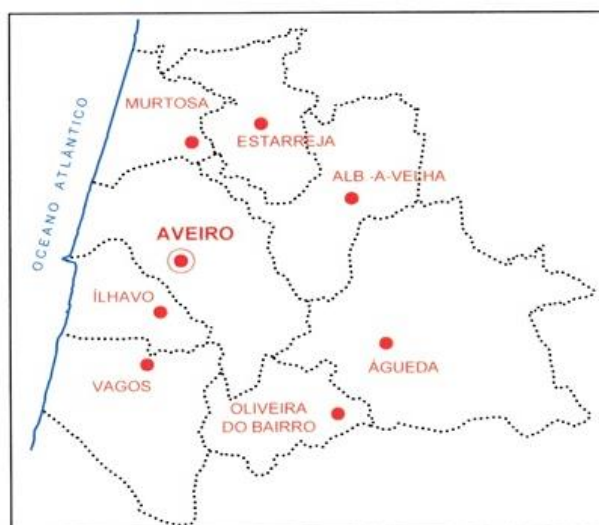 OCEANO ATLÂNTICO
MURTOSA
ESTARREJA
ALB -A-VELHA
AVEIRO
ÍLHAVO
ÁGUEDA
VAGOS
OLIVEIRA
DO BAIRRO